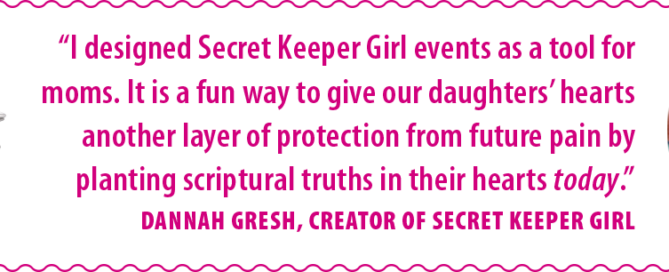 “I designed Secret Keeper Girl events as a tool for
moms. It is a fun way to give our daughters’ hearts
another layer of protection from future pain by
planting scriptural truths in their hearts today.”
DANNAH GRESH, CREATOR OF SECRET KEEPER GIRL